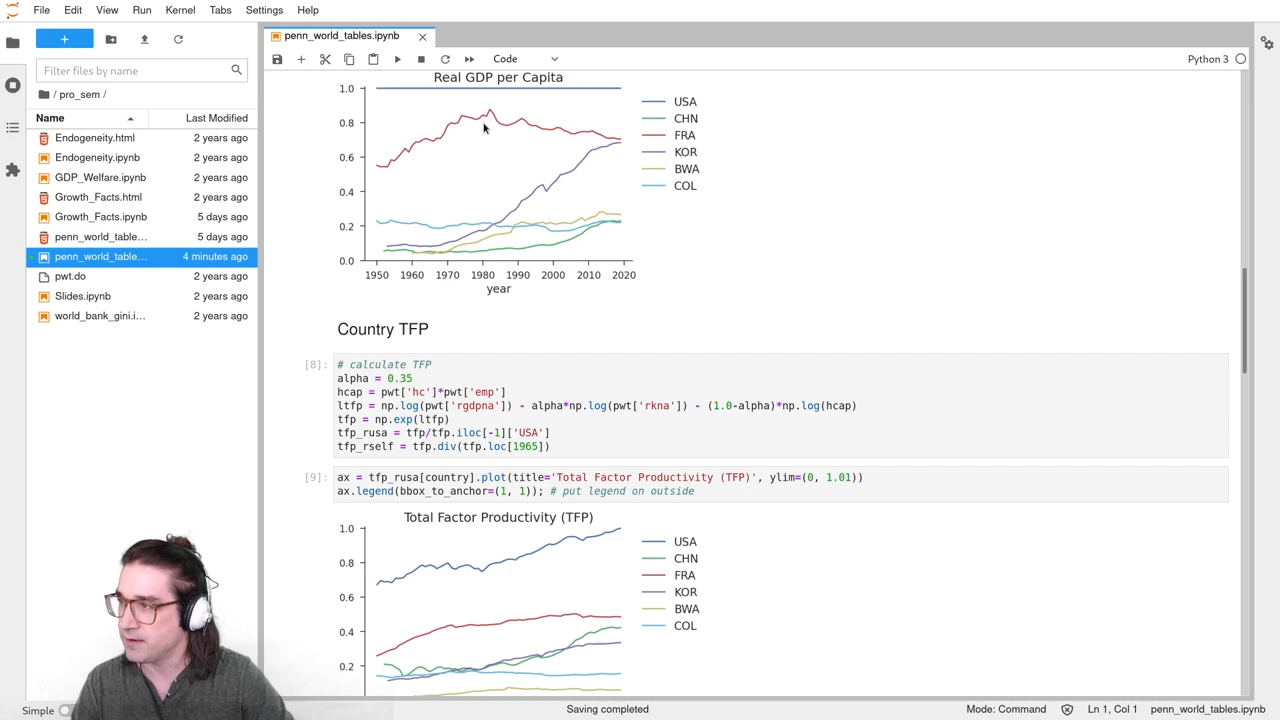 File Edit View Run Kernel Tabs Settings Help
+
Filter files by name
/ pro_sem /
Name Last Modified
Endogeneity.html 2 years ago
Endogeneity.ipynb 2 years ago
GDP_Welfare.ipynb 2 years ago
Growth_Facts.html 2 years ago
Growth_Facts.ipynb 5 days ago
penn_world_table... 5 days ago
penn_world_table... 4 minutes ago
pwt.do 2 years ago
Slides.ipynb 2 years ago
world_bank_gini.i... 2 years ago
penn_world_tables.ipynb
Code
Python 3
Real GDP per Capita
1.0
0.8
0.6
0.4
0.2
0.0
1950 1960 1970 1980 1990 2000 2010 2020
year
USA
CHN
FRA
KOR
BWA
COL
Country TFP
[8]:
# calculate TFP
alpha = 0.35
hcap = pwt['hc']*pwt['emp']
ltfp = np.log(pwt['rgdpna']) - alpha*np.log(pwt['rkna']) - (1.0-alpha)*np.log(hcap)
tfp = np.exp(ltfp)
tfp_rusa = tfp/tfp.iloc[-1]['USA']
tfp_rself = tfp.div(tfp.loc[1965])
[9]:
ax = tfp_rusa[country].plot(title='Total Factor Productivity (TFP)', ylim=(0, 1.01))
ax.legend(bbox_to_anchor=(1, 1)); # put legend on outside
Total Factor Productivity (TFP)
1.0
0.8
0.6
0.4
0.2
USA
CHN
FRA
KOR
BWA
COL
Simple
Saving completed
Mode: Command
Ln 1, Col 1
penn_world_tables.ipynb